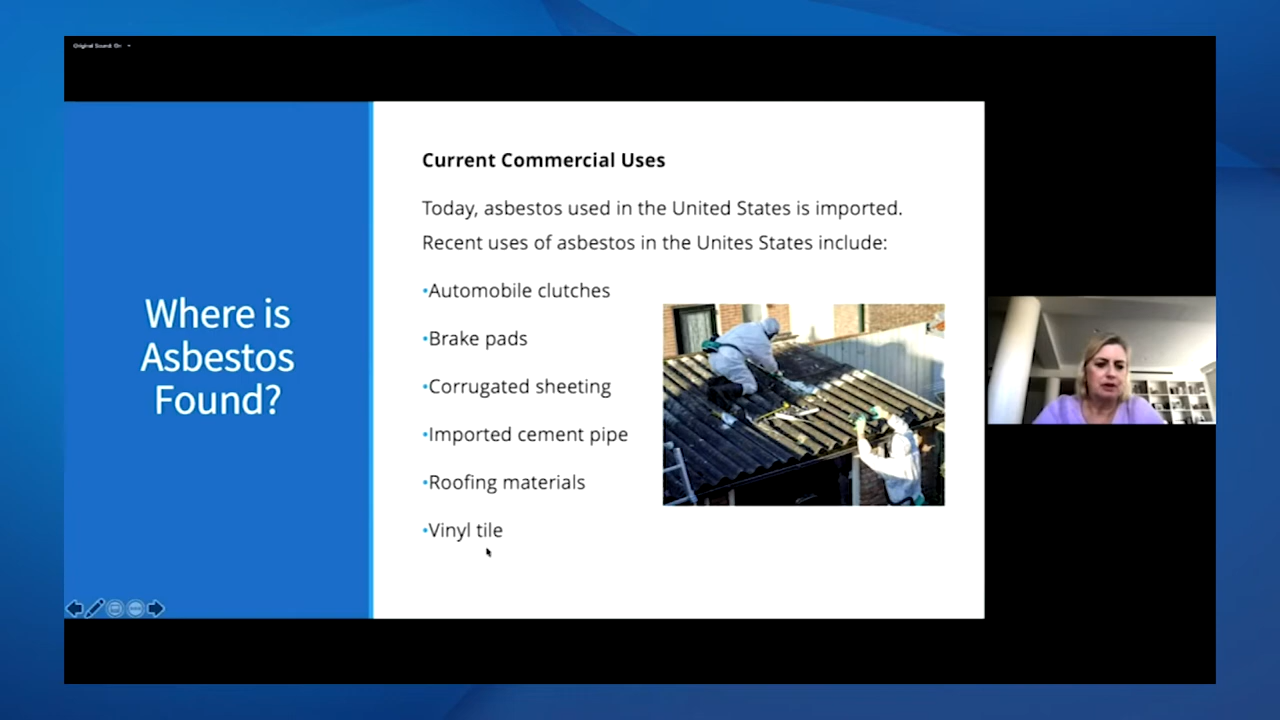 Original Sound: On
Where is
Asbestos
Found?
Current Commercial Uses
Today, asbestos used in the United States is imported.
Recent uses of asbestos in the Unites States include:
•Automobile clutches
•Brake pads
•Corrugated sheeting
•Imported cement pipe
•Roofing materials
•Vinyl tile